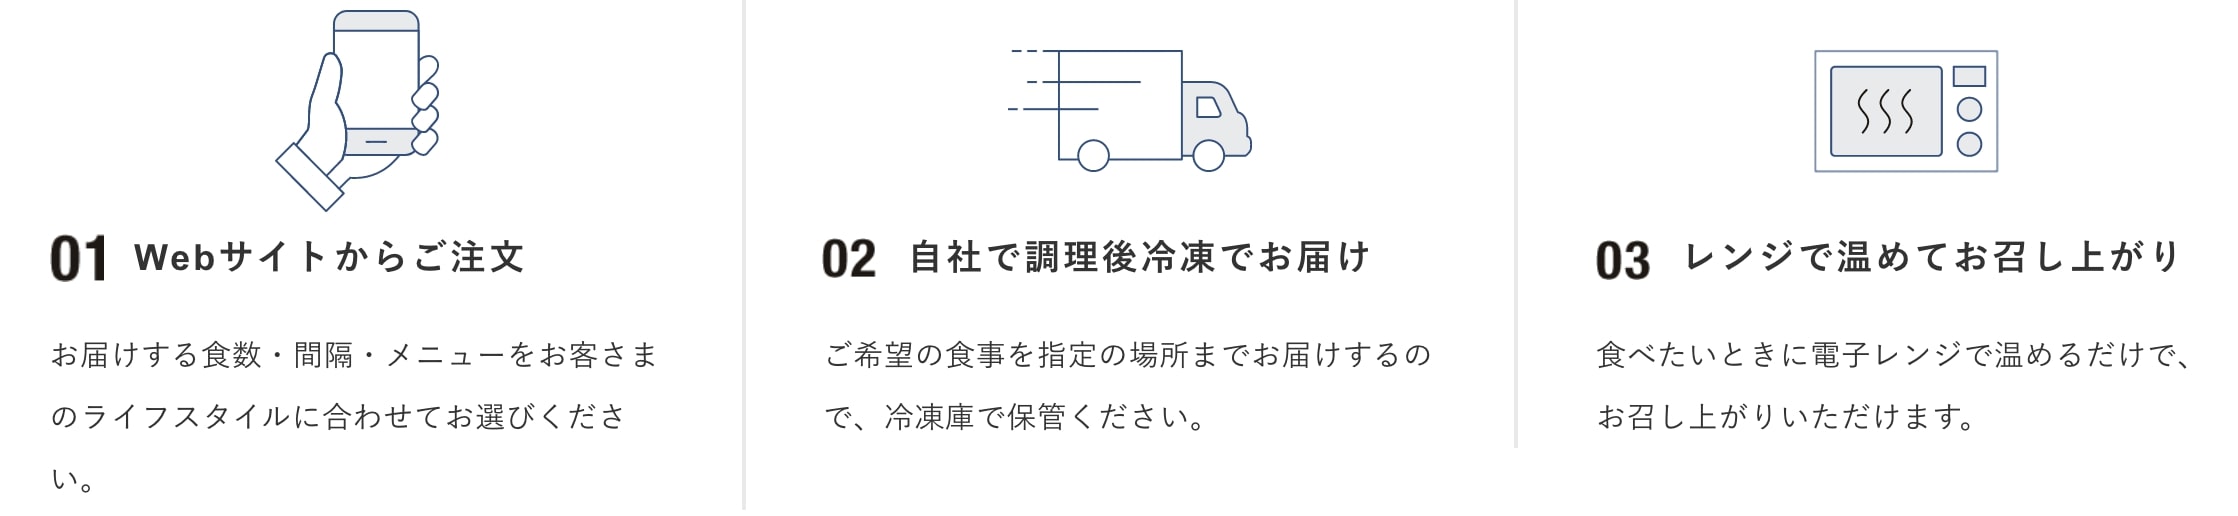 01 Webサイトからご注文
お届けする食数・間隔・メニューをお客さま
のライフスタイルに合わせてお選びくださ
い。
02 自社で調理後冷凍でお届け
ご希望の食事を指定の場所までお届けするの
で、冷凍庫で保管ください。
03 レンジで温めてお召し上がり
食べたいときに電子レンジで温めるだけで、
お召し上がりいただけます。